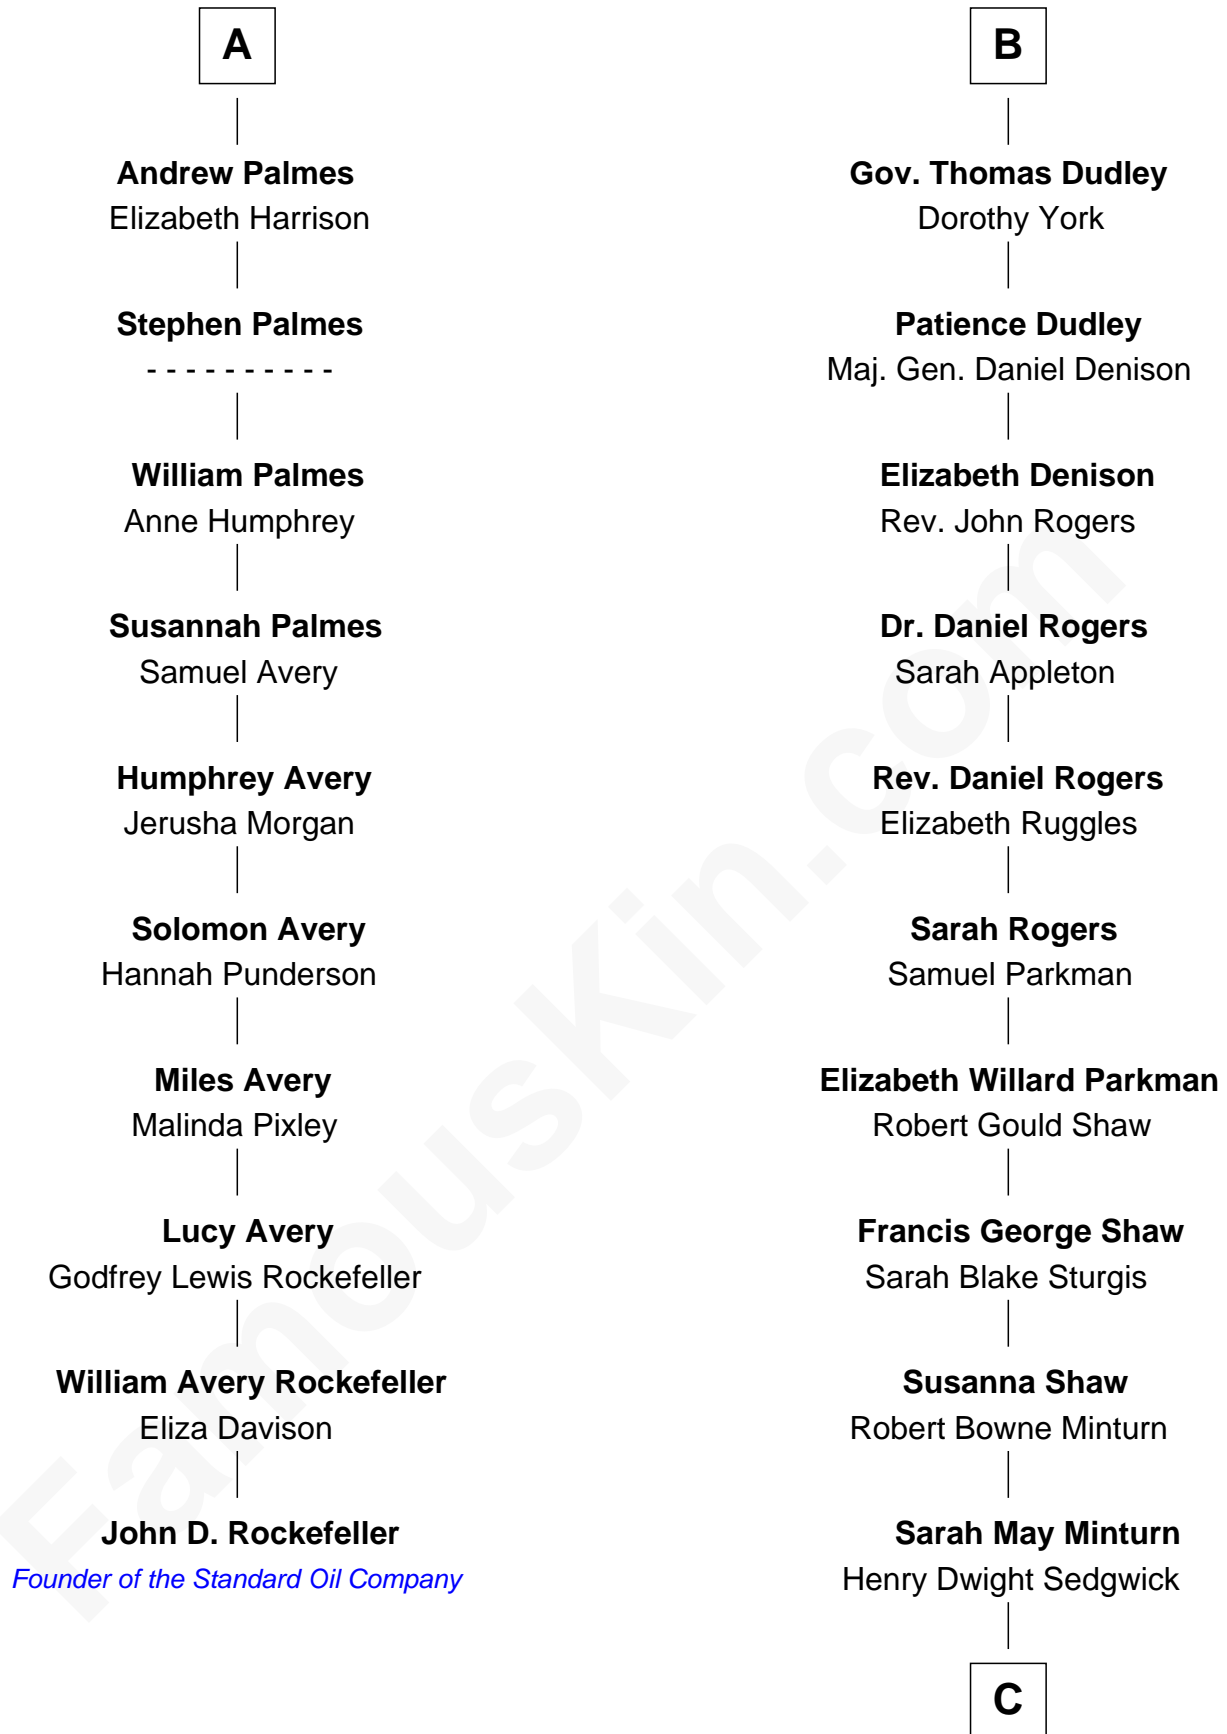 A
Andrew Palmes
Elizabeth Harrison
Stephen Palmes
- - - - - - - - - -
William Palmes
Anne Humphrey
Susannah Palmes
Samuel Avery
Humphrey Avery
Jerusha Morgan
Solomon Avery
Hannah Punderson
Miles Avery
Malinda Pixley
Lucy Avery
Godfrey Lewis Rockefeller
William Avery Rockefeller
Eliza Davison
John D. Rockefeller
Founder of the Standard Oil Company
B
Gov. Thomas Dudley
Dorothy York
Patience Dudley
Maj. Gen. Daniel Denison
Elizabeth Denison
Rev. John Rogers
Dr. Daniel Rogers
Sarah Appleton
Rev. Daniel Rogers
Elizabeth Ruggles
Sarah Rogers
Samuel Parkman
Elizabeth Willard Parkman
Robert Gould Shaw
Francis George Shaw
Sarah Blake Sturgis
Susanna Shaw
Robert Bowne Minturn
Sarah May Minturn
Henry Dwight Sedgwick
C
FamousKin.com